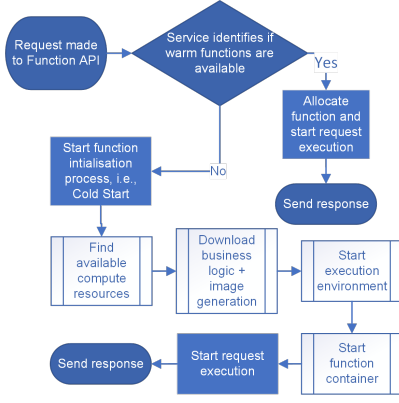 Request made
to Function API
Service identifies if
warm functions are
available
Yes
Allocate
function and
start request
execution
Send response
No
Start function
intialisation
process, i.e.,
Cold Start
Find
available
compute
resources
Download
business
logic +
image
generation
Start
execution
environment
Start
function
container
Start request
execution
Send response